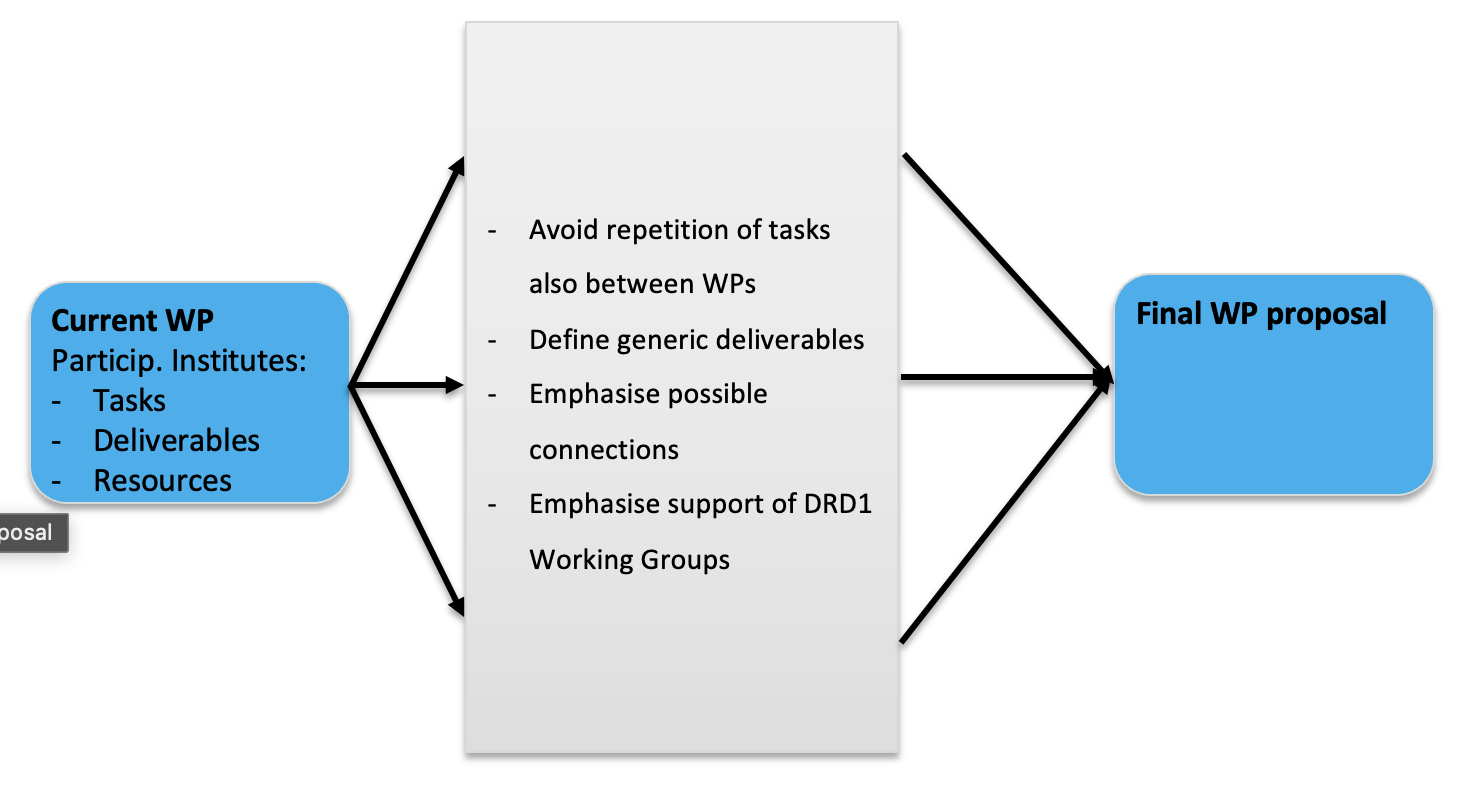 Current WP
Particip. Institutes:
- Tasks
- Deliverables
- Resources
posal
- Avoid repetition of tasks
also between WPs
- Define generic deliverables
- Emphasise possible
connections
- Emphasise support of DRD1
Working Groups
Final WP proposal